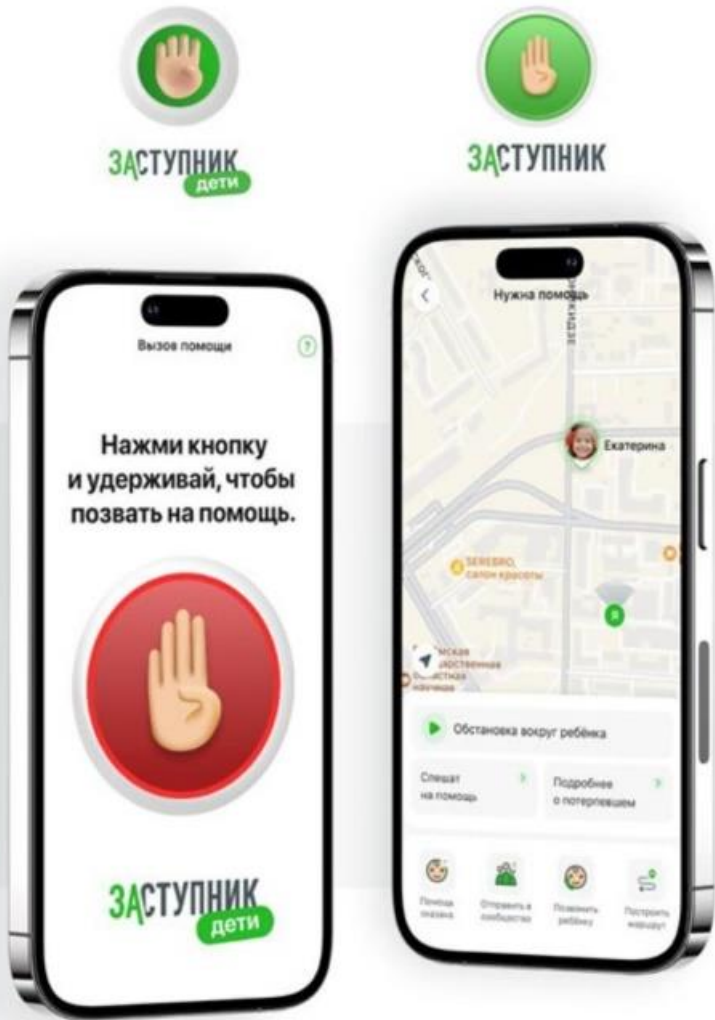 ЗАСТУПНИК
дети
ЗАСТУПНИК
Вызов помощи
?
Нажми кнопку
и удерживай, чтобы
позвать на помощь.
ЗАСТУПНИК
дети
Нужна помощь
Екатерина
SEREBRO,
салон красоты
Я
Обстановка вокруг ребёнка
Спешат
на помощь
Подробнее
о потерпевшем
Помощь
оказана
Отправить в
сообщество
Позвонить
ребёнку
Построить
маршрут